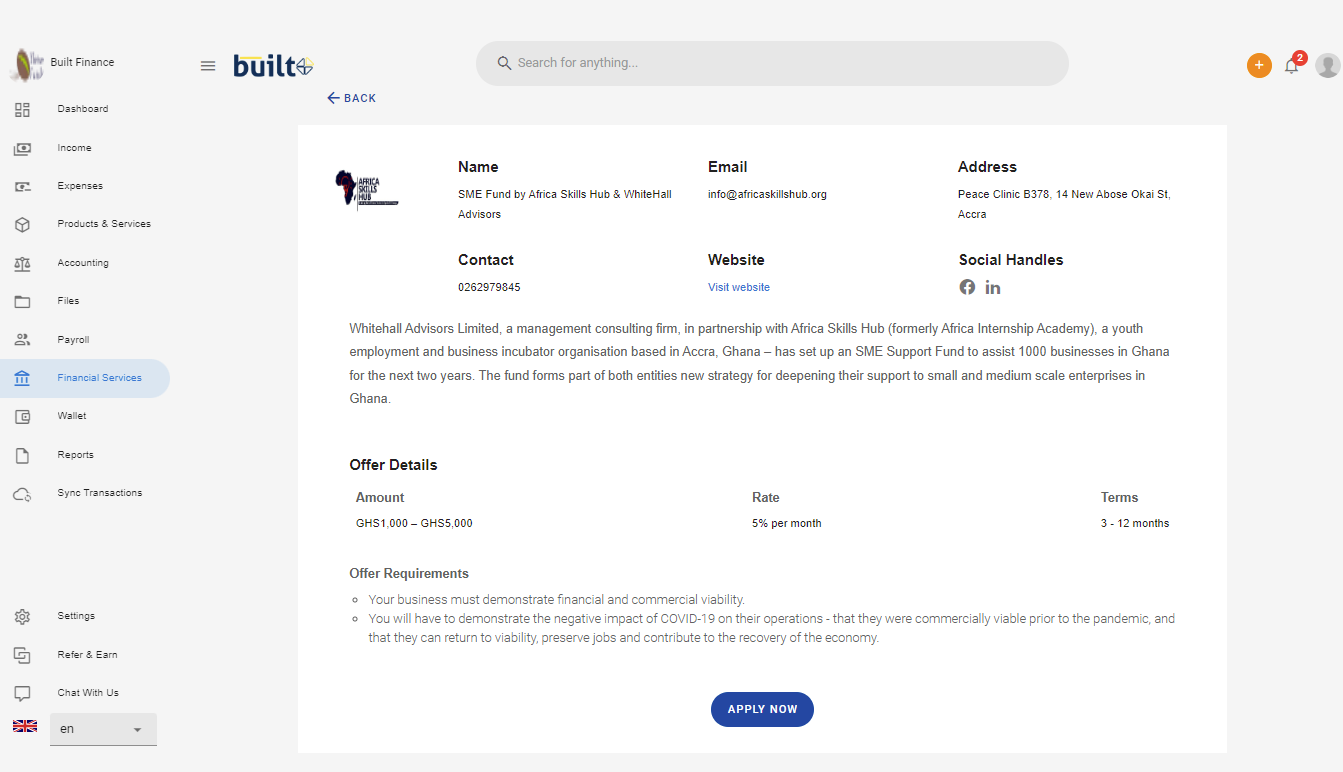 Built Finance
built
Search for anything...
+
2
Dashboard
Income
Expenses
Products & Services
Accounting
Files
Payroll
Financial Services
Wallet
Reports
Sync Transactions
Settings
Refer & Earn
Chat With Us
en
BACK
AFRICA
SKILLS
HUB
Name
SME Fund by Africa Skills Hub & WhiteHall
Advisors
Email
info@africaskillshub.org
Address
Peace Clinic B378, 14 New Abose Okai St,
Accra
Contact
0262979845
Website
Visit website
Social Handles
Whitehall Advisors Limited, a management consulting firm, in partnership with Africa Skills Hub (formerly Africa Internship Academy), a youth
employment and business incubator organisation based in Accra, Ghana – has set up an SME Support Fund to assist 1000 businesses in Ghana
for the next two years. The fund forms part of both entities new strategy for deepening their support to small and medium scale enterprises in
Ghana.
Offer Details
Amount Rate Terms
GHS1,000 – GHS5,000 5% per month 3 - 12 months
Offer Requirements
Your business must demonstrate financial and commercial viability.
You will have to demonstrate the negative impact of COVID-19 on their operations - that they were commercially viable prior to the pandemic, and
that they can return to viability, preserve jobs and contribute to the recovery of the economy.
APPLY NOW